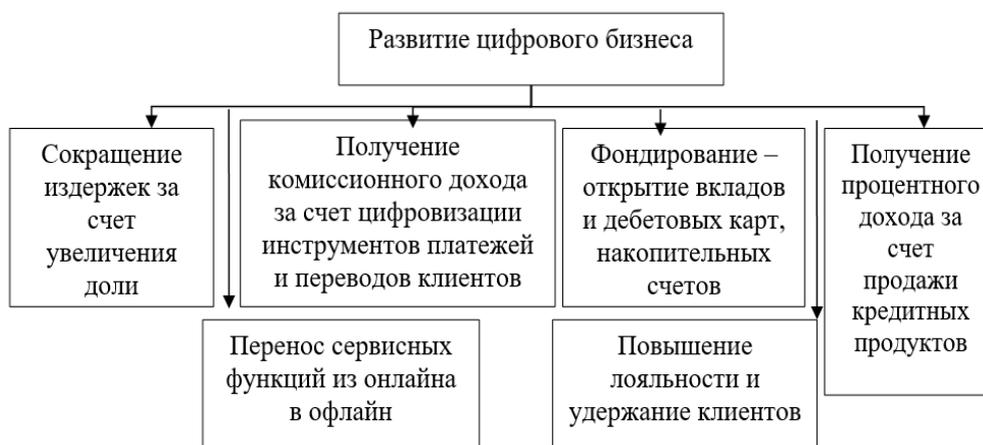 Развитие цифрового бизнеса
Сокращение
издержек за
счет
увеличения
доли
Получение
комиссионного дохода
за счет цифровизации
инструментов платежей
и переводов клиентов
Фондирование –
открытие вкладов
и дебетовых карт,
накопительных
счетов
Получение
процентного
дохода за
счет
продажи
кредитных
продуктов
Перенос сервисных
функций из онлайна
в офлайн
Повышение
лояльности и
удержание клиентов